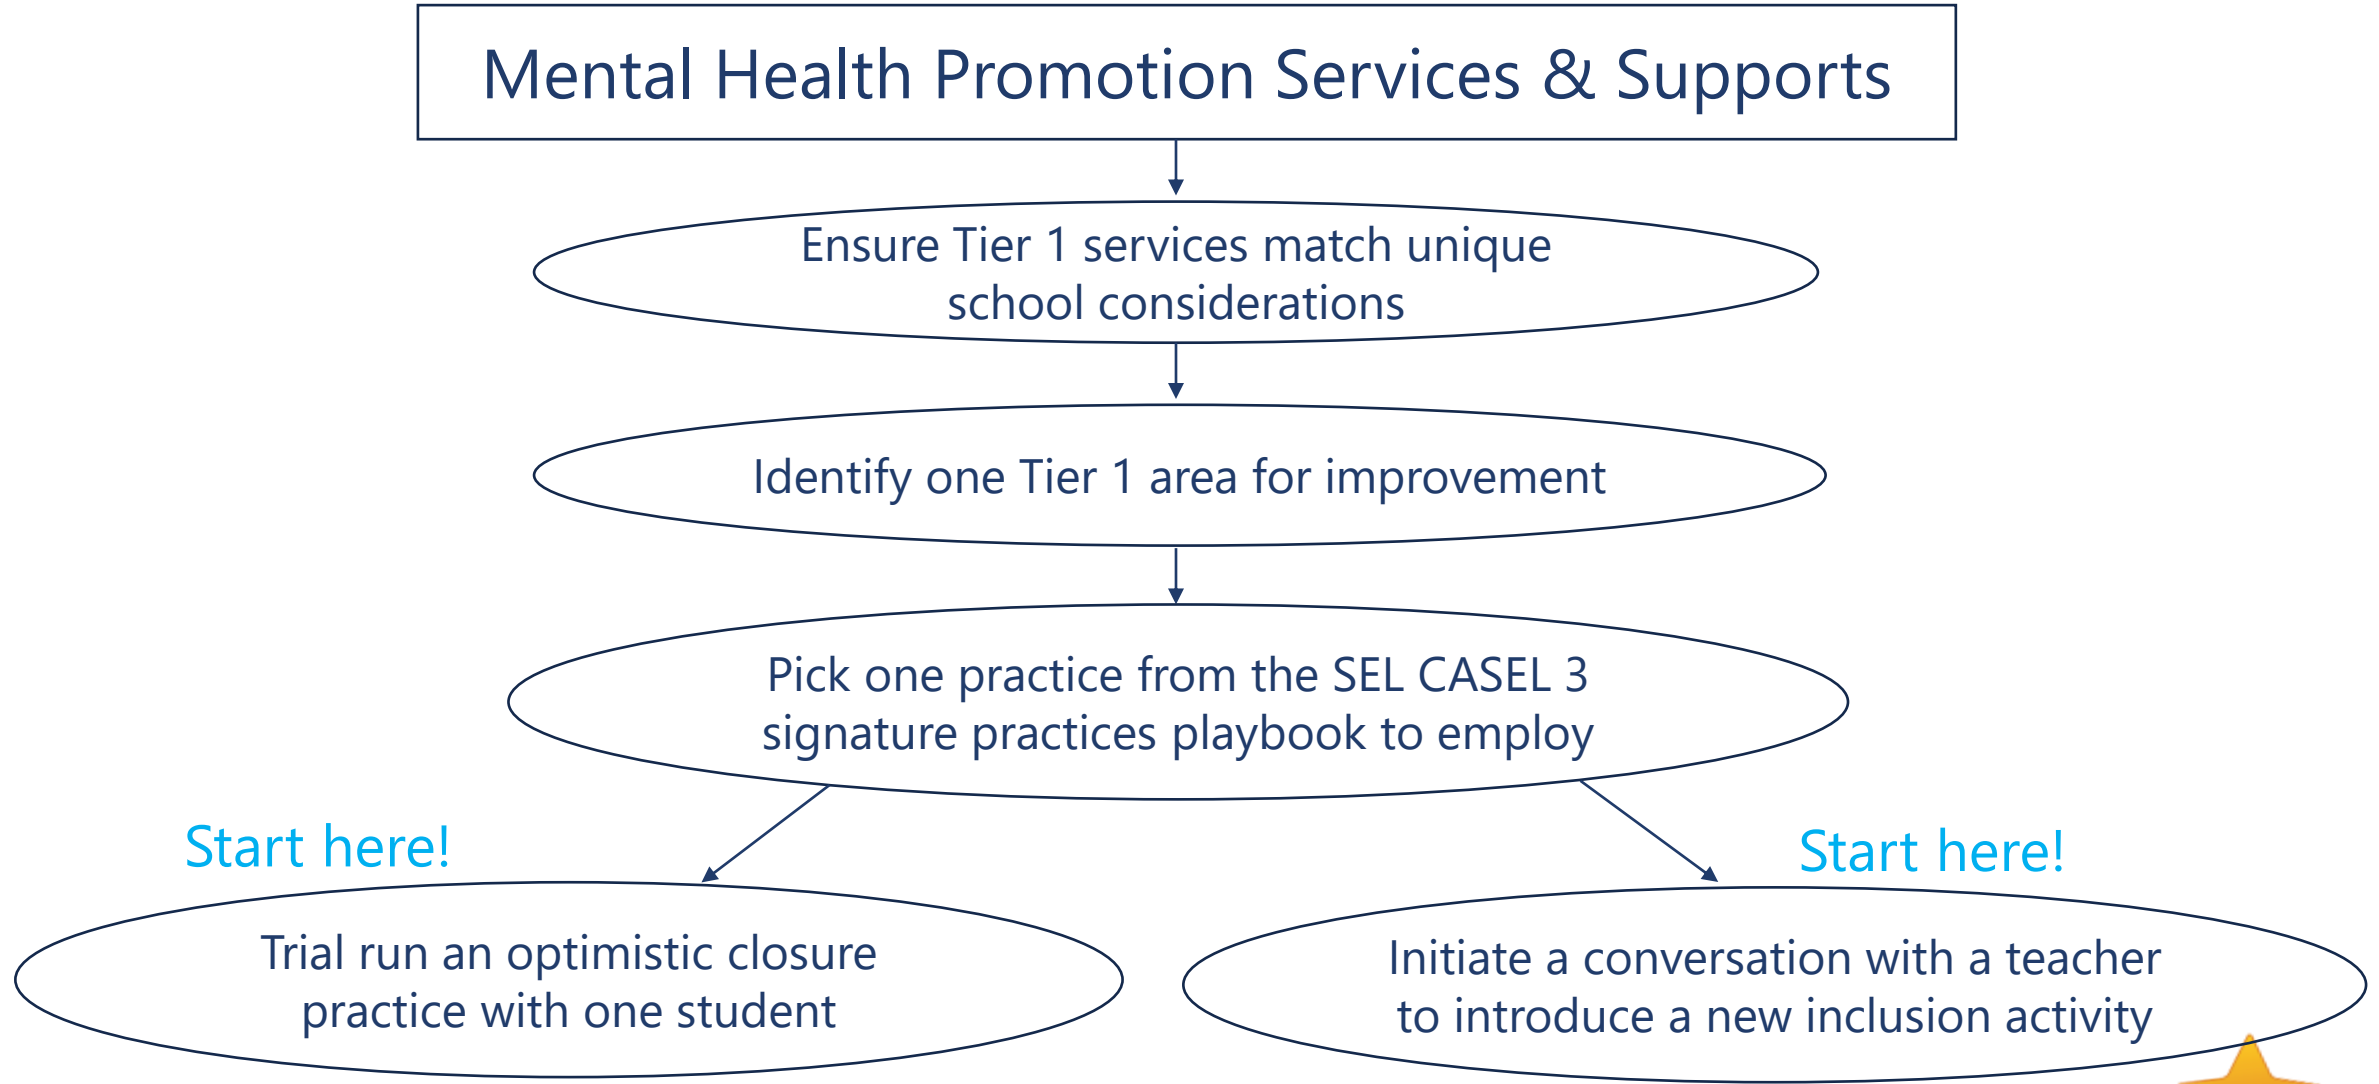 Mental Health Promotion Services & Supports
Ensure Tier 1 services match unique
school considerations
Identify one Tier 1 area for improvement
Pick one practice from the SEL CASEL 3
signature practices playbook to employ
Start here!
Start here!
Trial run an optimistic closure
practice with one student
Initiate a conversation with a teacher
to introduce a new inclusion activity